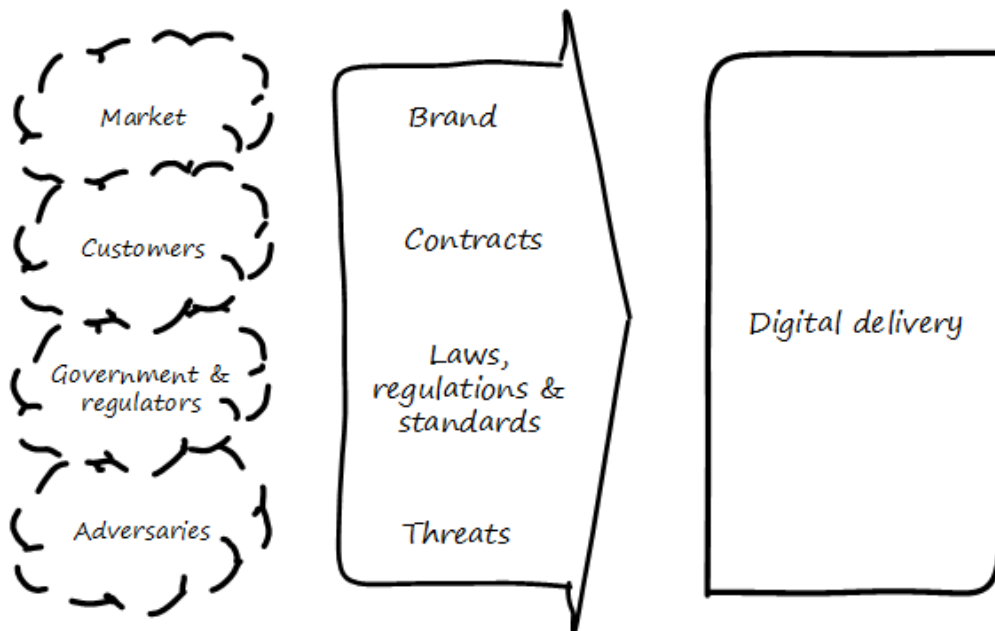 Market
Customers
Government &
regulators
Adversaries
Brand
Contracts
Laws,
regulations &
standards
Threats
Digital delivery